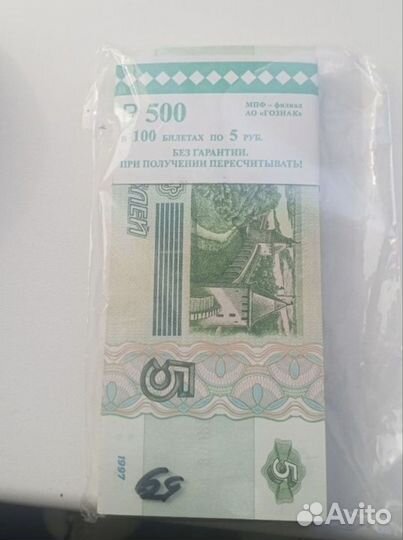 ₽ 500
МПФ – филиал
АО «ГОЗНАК»
В 100 БИЛЕТАХ ПО 5 РУБ.
БЕЗ ГАРАНТИИ.
ПРИ ПОЛУЧЕНИИ ПЕРЕСЧИТЫВАТЬ!
5
1997
59
5
Avito